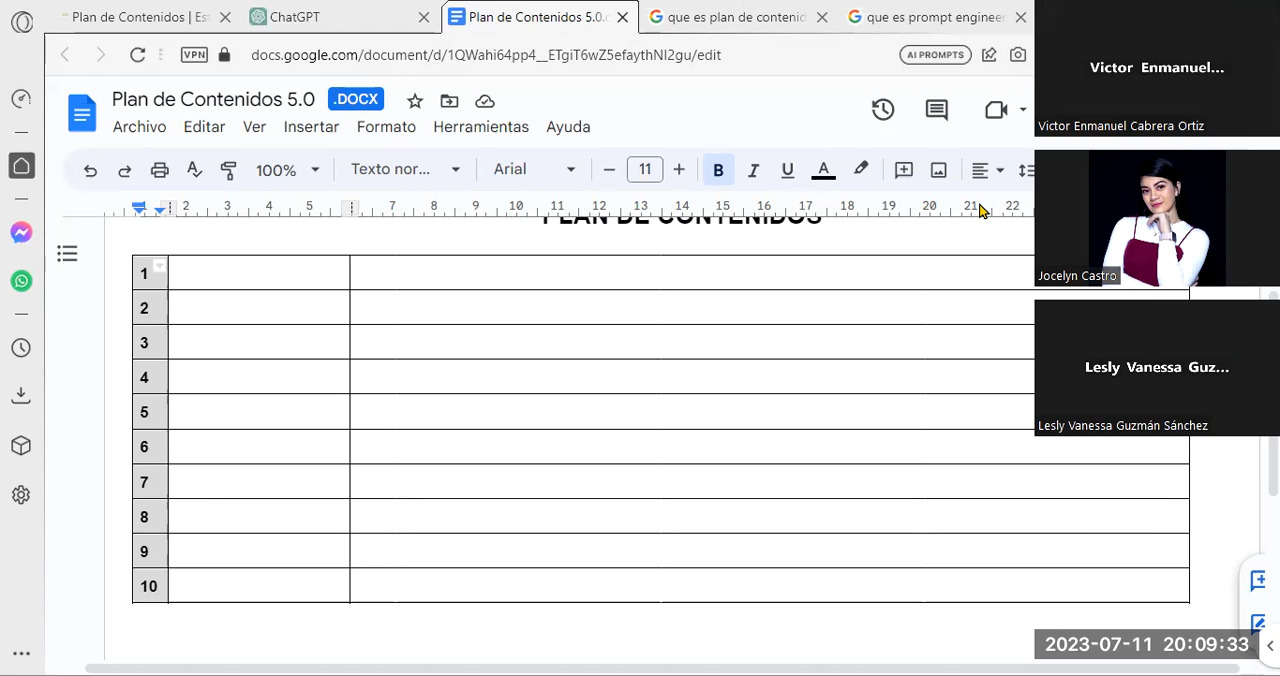 Plan de Contenidos | Es
ChatGPT
Plan de Contenidos 5.0.
que es plan de contenid
que es prompt engineer
VPN
docs.google.com/document/d/1QWahi64pp4__ETgiT6wZ5efaythNI2gu/edit
AI PROMPTS
Plan de Contenidos 5.0
.DOCX
Archivo Editar Ver Insertar Formato Herramientas Ayuda
100% Texto nor... Arial 11 B I U A
2 3 4 5 7 8 9 10 11 12 13 14 15 16 17 18 19 20 21 22
PLAN DE CONTENIDOS
1
2
3
4
5
6
7
8
9
10
Victor Enmanuel...
Victor Enmanuel Cabrera Ortiz
Jocelyn Castro
Lesly Vanessa Guz...
Lesly Vanessa Guzmán Sánchez
2023-07-11 20:09:33